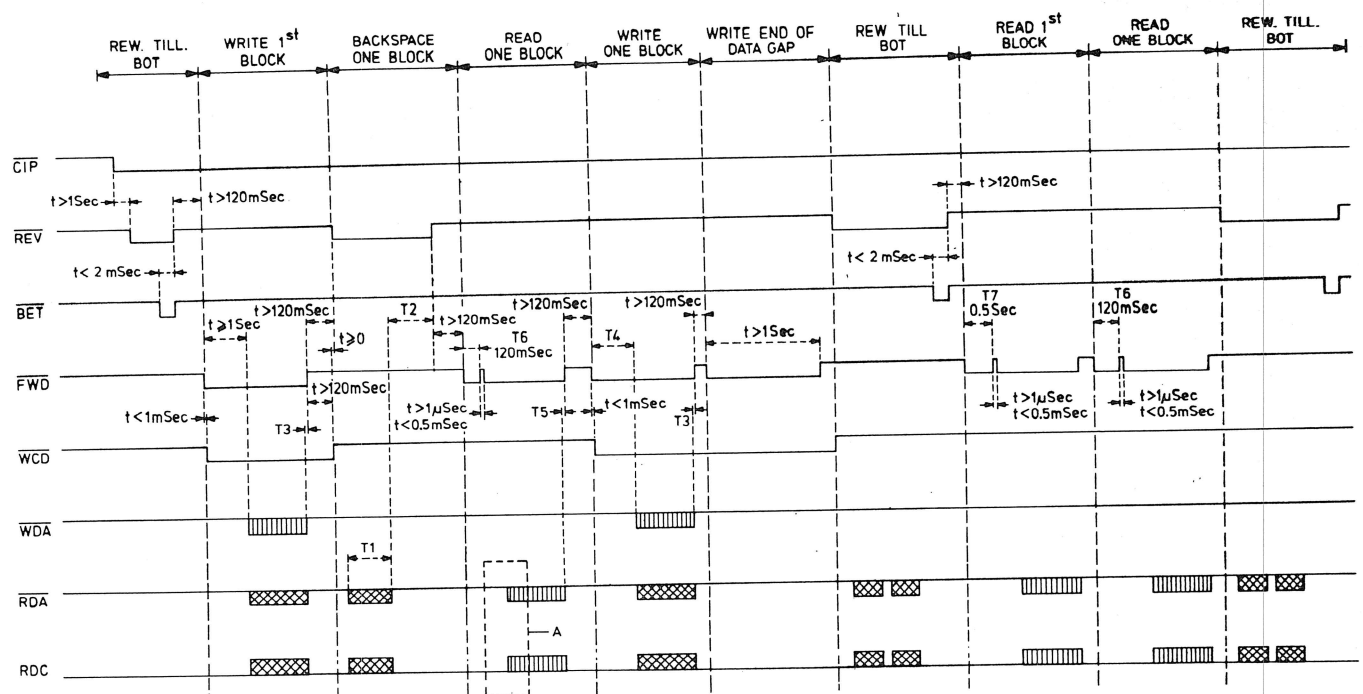 REW. TILL.
BOT
WRITE 1st
BLOCK
BACKSPACE
ONE BLOCK
READ
ONE BLOCK
WRITE
ONE BLOCK
WRITE END OF
DATA GAP
REW TILL
BOT
READ 1st
BLOCK
READ
ONE BLOCK
REW. TILL.
BOT
CIP
t>1Sec
t>120mSec
t>120mSec
REV
t<2 mSec
t<2 mSec
BET
t>120mSec
T2
t>120mSec
t>120mSec
T7
0.5Sec
T6
120mSec
t⩾1Sec
t⩾0
t>120mSec
T6
120mSec
T4
t>1Sec
FWD
t>120mSec
t<1mSec
T3
t>1µSec
t<0.5mSec
T5
t<1mSec
T3
t>1µSec
t<0.5mSec
t>1µSec
t<0.5mSec
WCD
WDA
T1
RDA
A
RDC